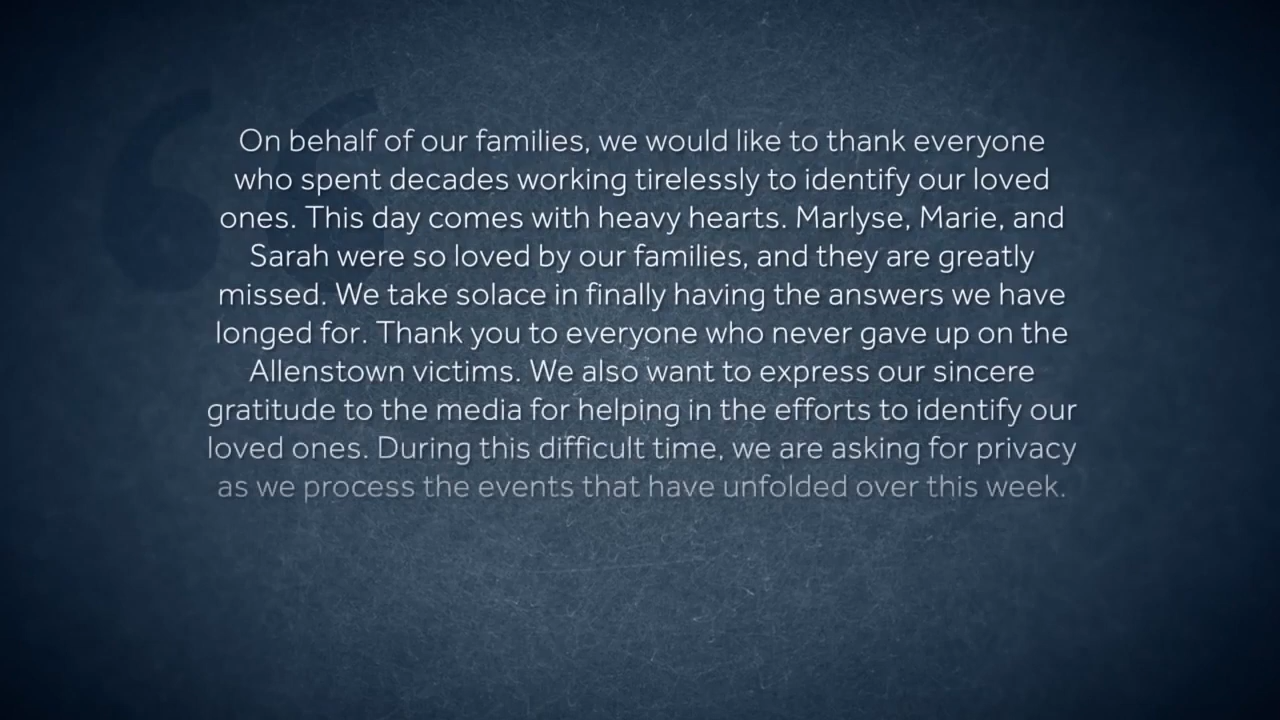 On behalf of our families, we would like to thank everyone
who spent decades working tirelessly to identify our loved
ones. This day comes with heavy hearts. Marlyse, Marie, and
Sarah were so loved by our families, and they are greatly
missed. We take solace in finally having the answers we have
longed for. Thank you to everyone who never gave up on the
Allenstown victims. We also want to express our sincere
gratitude to the media for helping in the efforts to identify our
loved ones. During this difficult time, we are asking for privacy
as we process the events that have unfolded over this week.